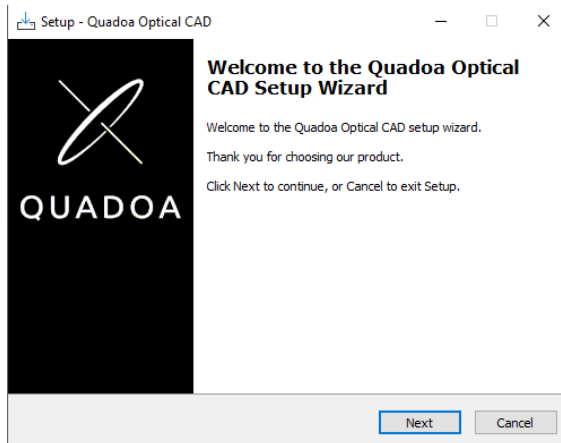 Setup - Quadoa Optical CAD
Welcome to the Quadoa Optical
CAD Setup Wizard
Welcome to the Quadoa Optical CAD setup wizard.
Thank you for choosing our product.
Click Next to continue, or Cancel to exit Setup.
QUADOA
Next
Cancel